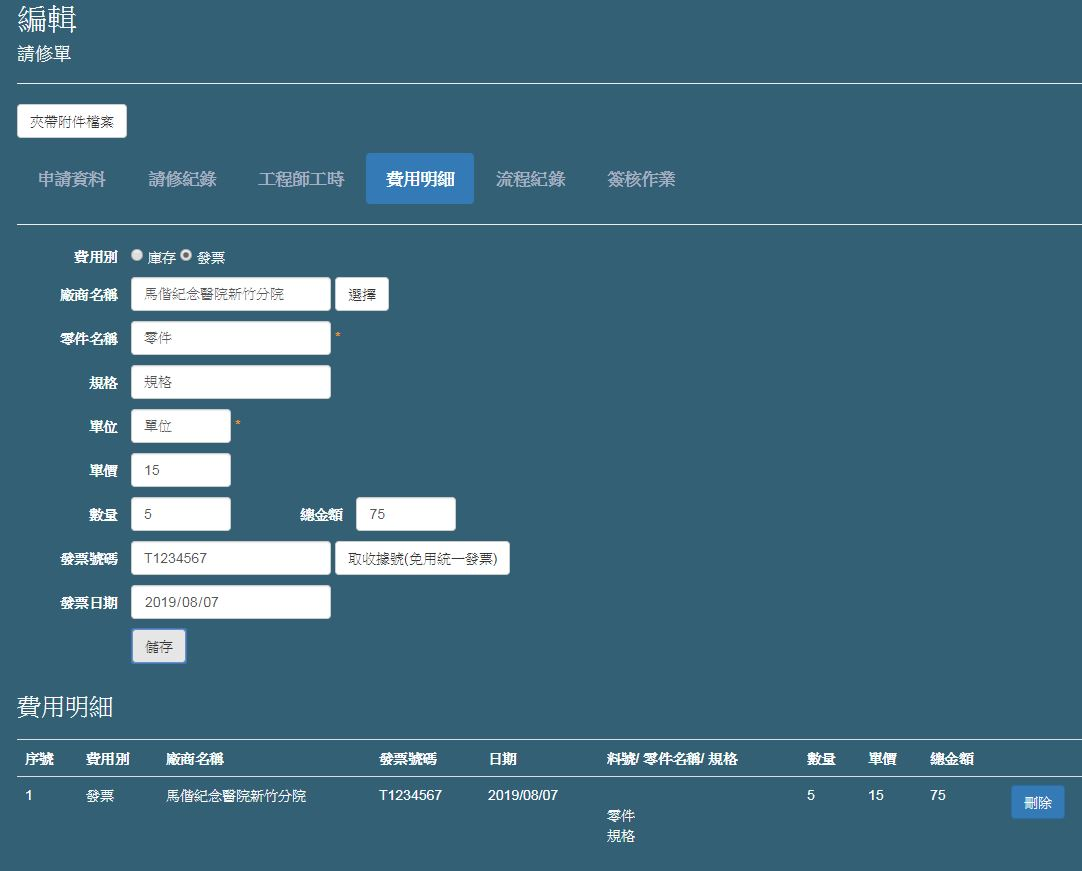 編輯
請修單
夾帶附件檔案
申請資料 請修紀錄 工程師工時 費用明細 流程紀錄 簽核作業
費用別 庫存 發票
廠商名稱 馬偕紀念醫院新竹分院 選擇
零件名稱 零件 *
規格 規格
單位 單位 *
單價 15
數量 5 總金額 75
發票號碼 T1234567 取收據號(免用統一發票)
發票日期 2019/08/07
儲存
費用明細
序號 費用別 廠商名稱 發票號碼 日期 料號/ 零件名稱/ 規格 數量 單價 總金額
1 發票 馬偕紀念醫院新竹分院 T1234567 2019/08/07 5 15 75 刪除
零件
規格